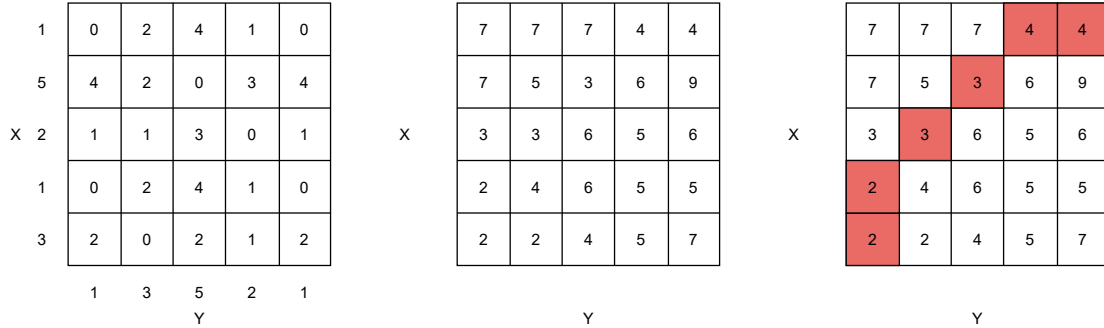 1 0 2 4 1 0 7 7 7 4 4 7 7 7 4 4
5 4 2 0 3 4 7 5 3 6 9 7 5 3 6 9
X 2 1 1 3 0 1 X 3 3 6 5 6 X 3 3 6 5 6
1 0 2 4 1 0 2 4 6 5 5 2 4 6 5 5
3 2 0 2 1 2 2 2 4 5 7 2 2 4 5 7
1 3 5 2 1
Y Y Y